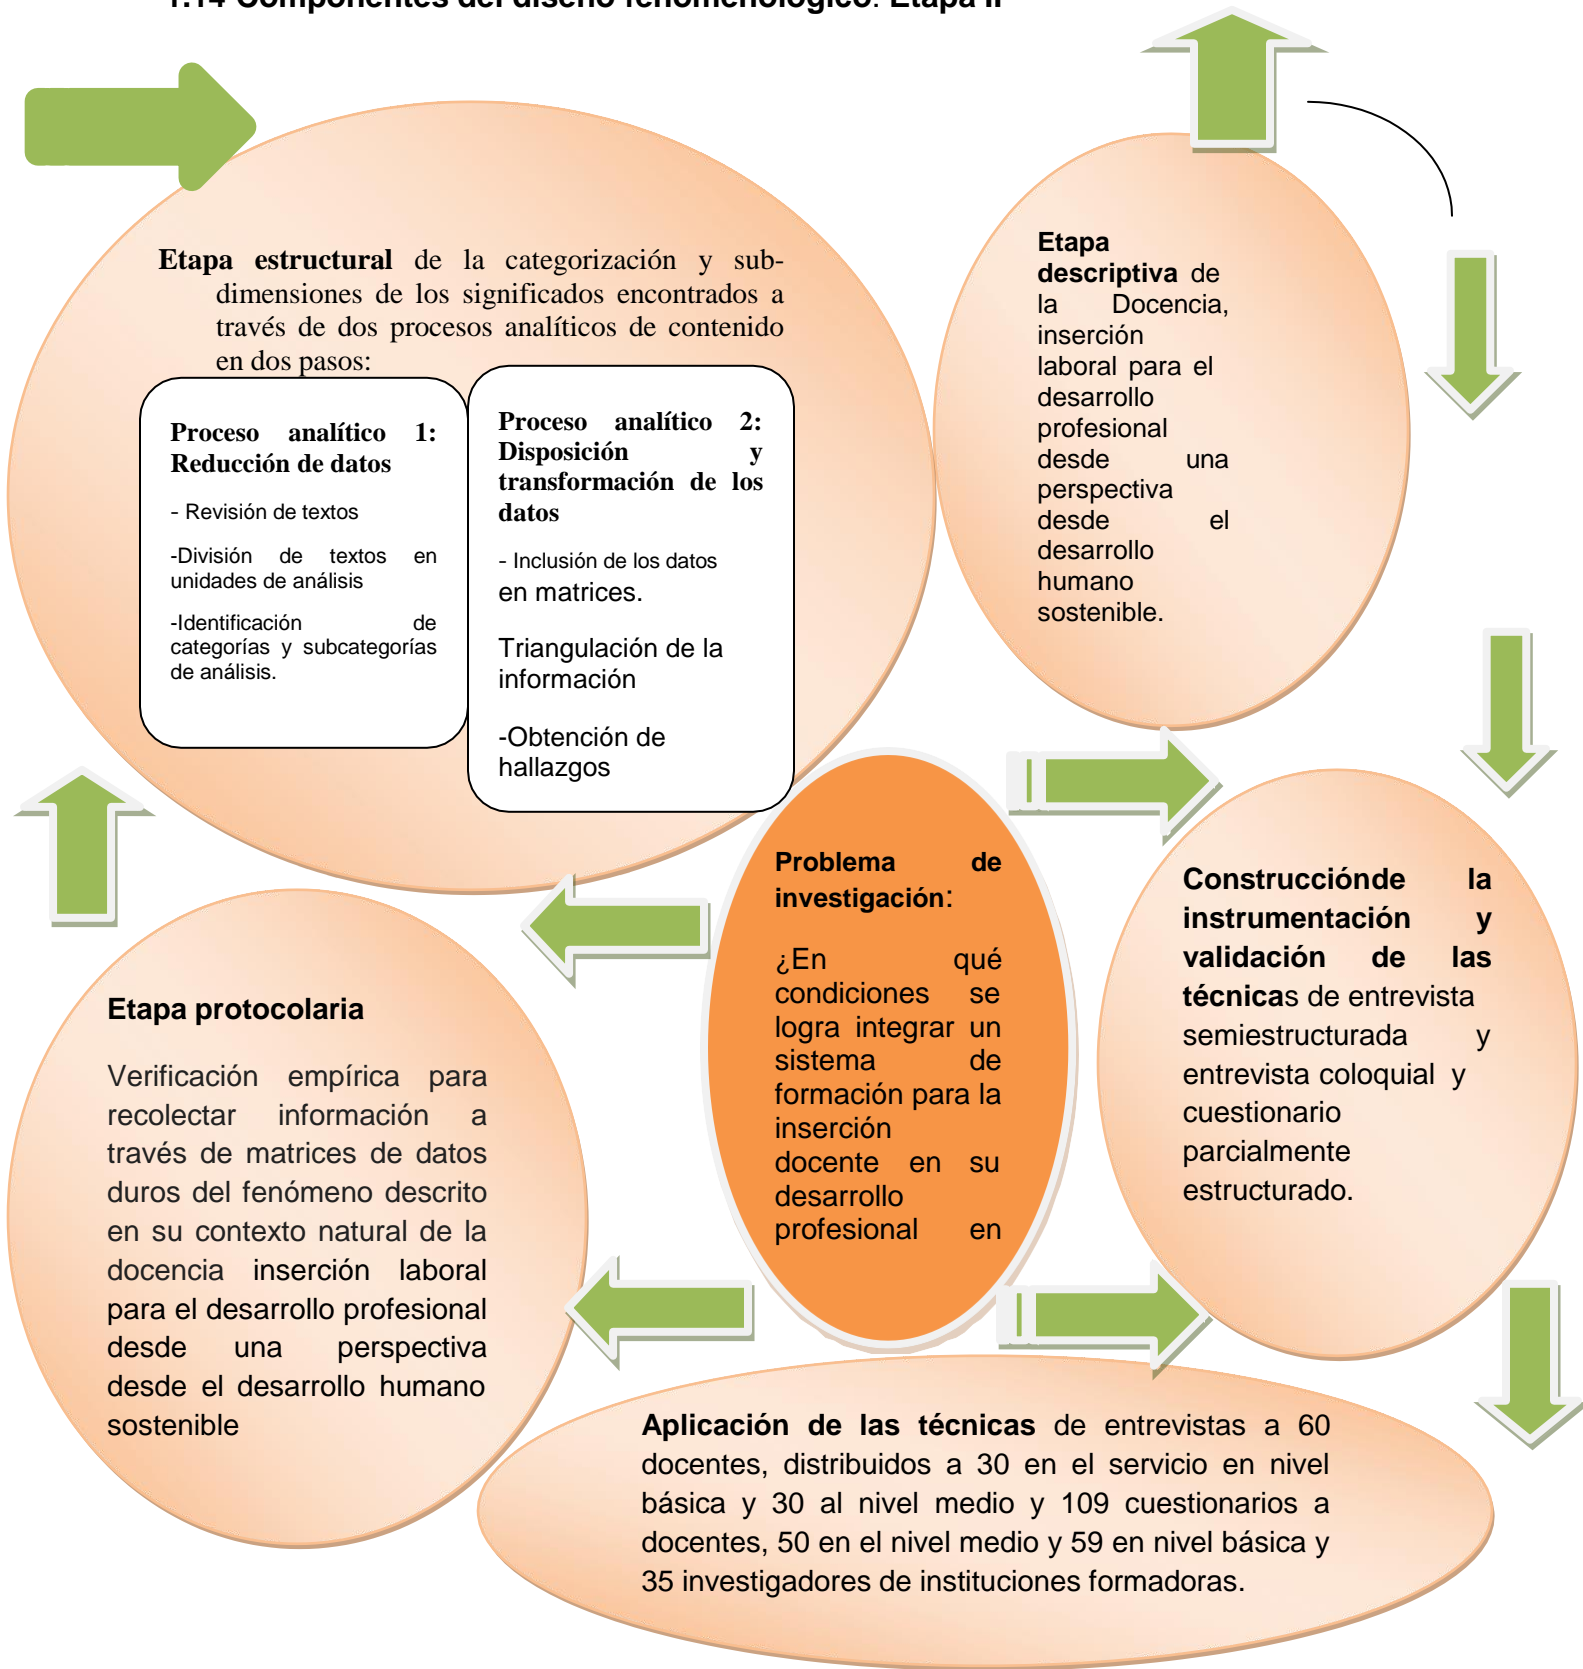 1.14 Componentes del diseño fenomenológico. Etapa II
Etapa estructural de la categorización y sub-
dimensiones de los significados encontrados a
través de dos procesos analíticos de contenido
en dos pasos:
Proceso analítico 1:
Reducción de datos
- Revisión de textos
-División de textos en
unidades de análisis
-Identificación de
categorías y subcategorías
de análisis.
Proceso analítico 2:
Disposición y
transformación de los
datos
- Inclusión de los datos
en matrices.
Triangulación de la
información
-Obtención de
hallazgos
Etapa
descriptiva de
la Docencia,
inserción
laboral para el
desarrollo
profesional
desde una
perspectiva
desde el
desarrollo
humano
sostenible.
Problema de
investigación:
¿En qué
condiciones se
logra integrar un
sistema de
formación para la
inserción
docente en su
desarrollo
profesional en
Construcciónde la
instrumentación y
validación de las
técnicas de entrevista
semiestructurada y
entrevista coloquial y
cuestionario
parcialmente
estructurado.
Etapa protocolaria
Verificación empírica para
recolectar información a
través de matrices de datos
duros del fenómeno descrito
en su contexto natural de la
docencia inserción laboral
para el desarrollo profesional
desde una perspectiva
desde el desarrollo humano
sostenible
Aplicación de las técnicas de entrevistas a 60
docentes, distribuidos a 30 en el servicio en nivel
básica y 30 al nivel medio y 109 cuestionarios a
docentes, 50 en el nivel medio y 59 en nivel básica y
35 investigadores de instituciones formadoras.